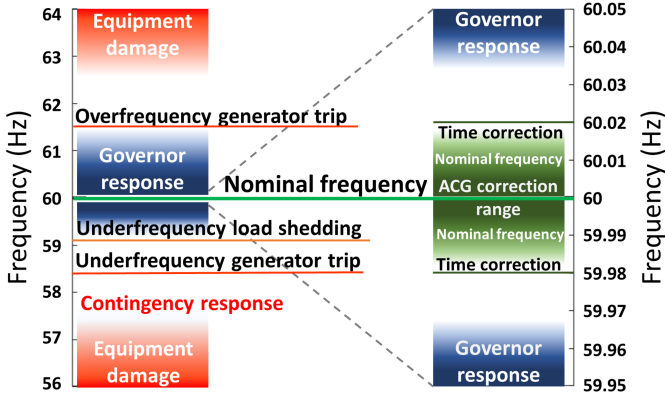 Frequency (Hz)
64
63
62
61
60
59
58
57
56
Equipment
damage
Overfrequency generator trip
Governor
response
Nominal frequency
Underfrequency load shedding
Underfrequency generator trip
Contingency response
Equipment
damage
Governor
response
Time correction
Nominal frequency
ACG correction
range
Nominal frequency
Time correction
Governor
response
60.05
60.04
60.03
60.02
60.01
60
59.99
59.98
59.97
59.96
59.95
Frequency (Hz)